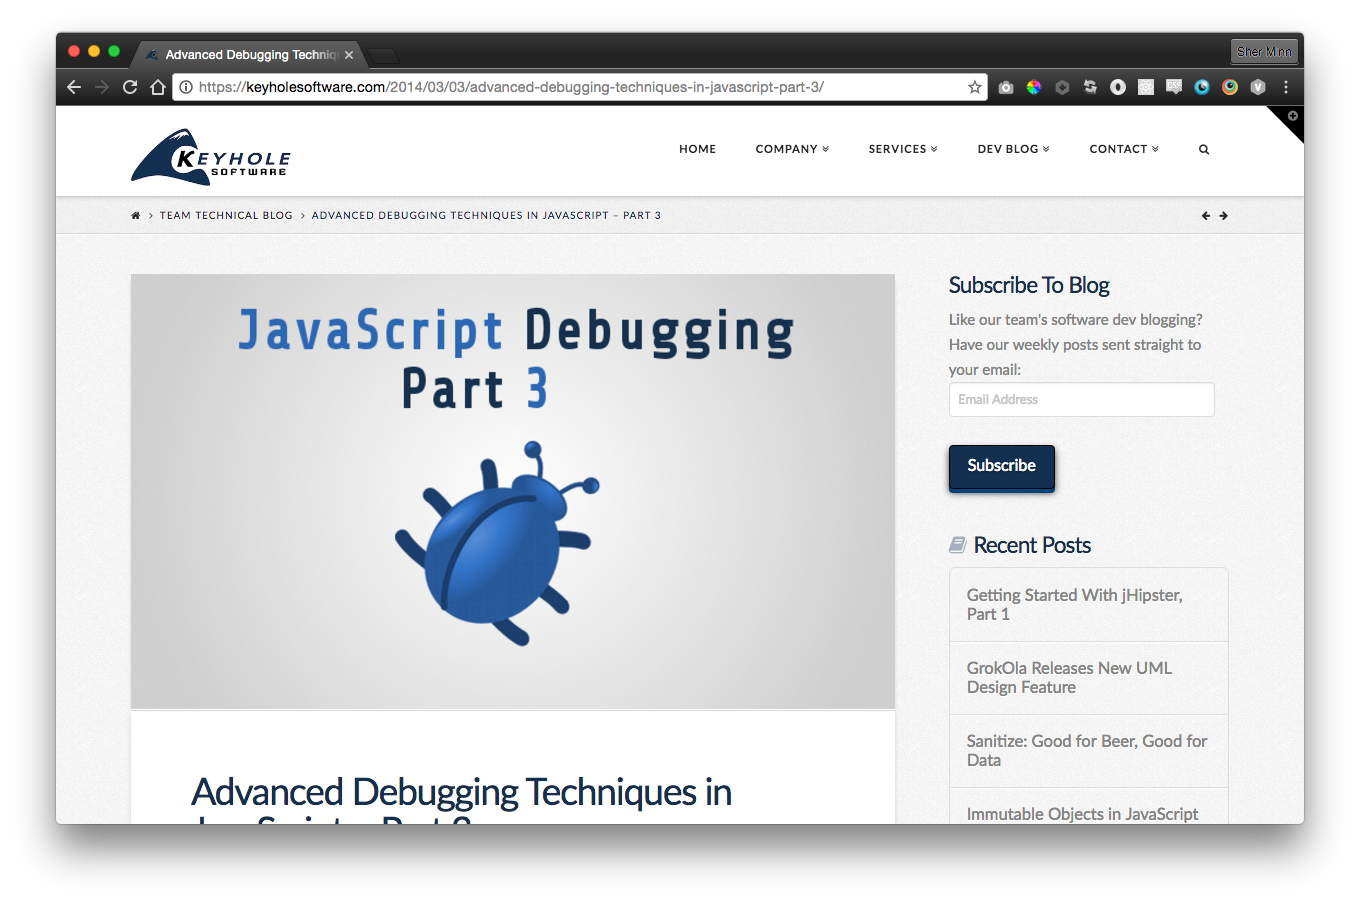 Advanced Debugging Techniq
Sher Minn
https://keyholesoftware.com/2014/03/03/advanced-debugging-techniques-in-javascript-part-3/
KEYHOLE
SOFTWARE
HOME COMPANY SERVICES DEV BLOG CONTACT
TEAM TECHNICAL BLOG > ADVANCED DEBUGGING TECHNIQUES IN JAVASCRIPT – PART 3
JavaScript Debugging
Part 3
Advanced Debugging Techniques in
JavaScript – Part 3
Subscribe To Blog
Like our team's software dev blogging?
Have our weekly posts sent straight to
your email:
Email Address
Subscribe
Recent Posts
Getting Started With jHipster,
Part 1
GrokOla Releases New UML
Design Feature
Sanitize: Good for Beer, Good for
Data
Immutable Objects in JavaScript